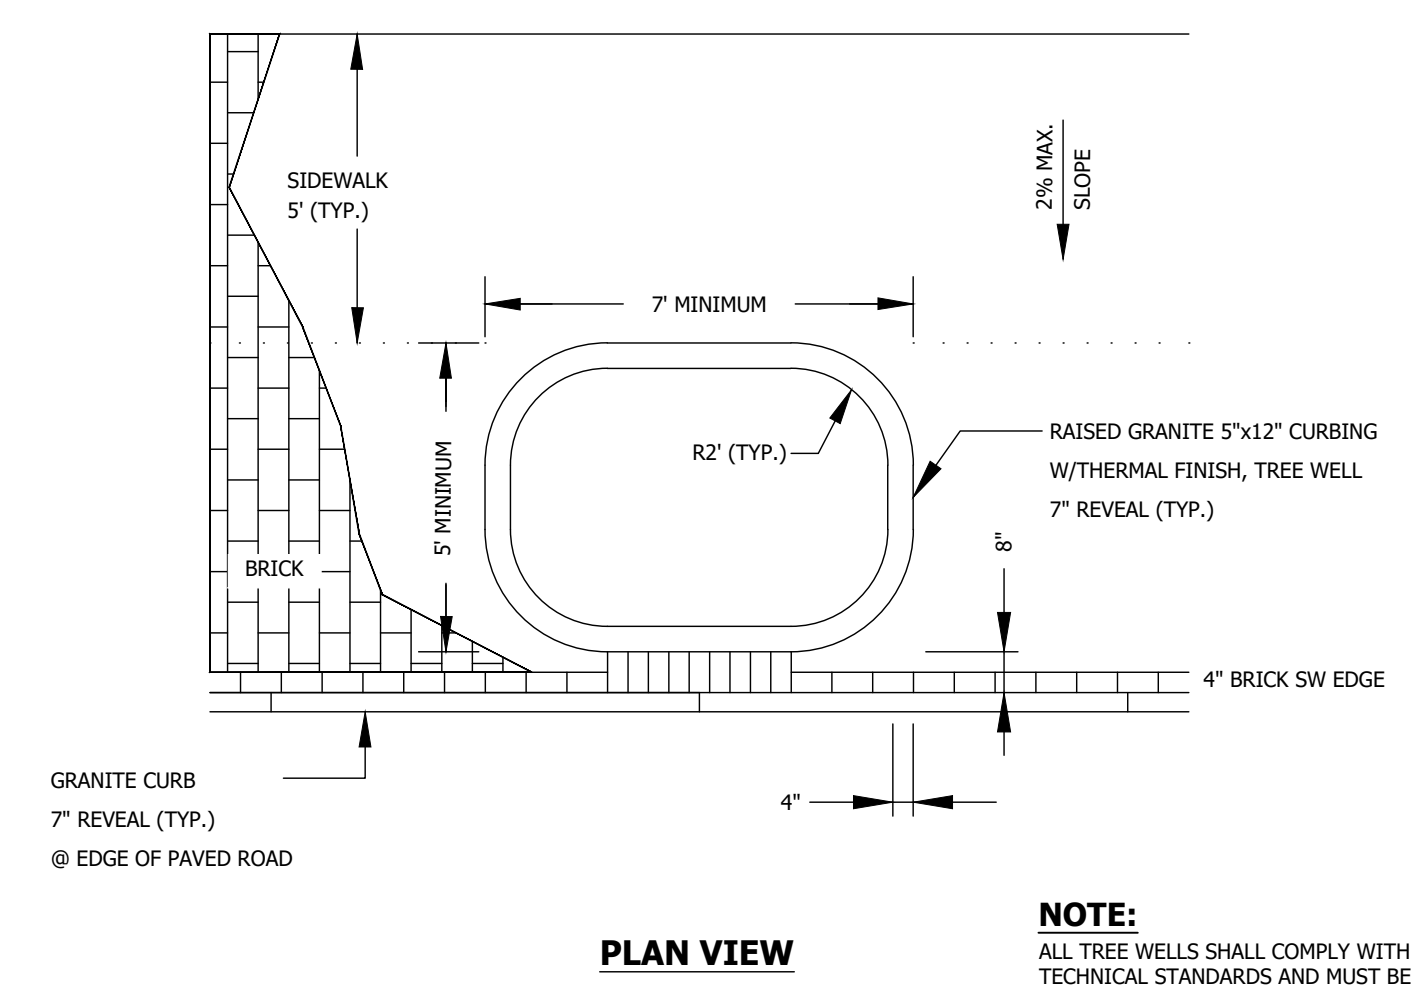 SIDEWALK
5' (TYP.)
2% MAX.
SLOPE
7' MINIMUM
5' MINIMUM
R2' (TYP.)
RAISED GRANITE 5"x12" CURBING
W/THERMAL FINISH, TREE WELL
7" REVEAL (TYP.)
8"
BRICK
4" BRICK SW EDGE
GRANITE CURB
7" REVEAL (TYP.)
@ EDGE OF PAVED ROAD
4"
PLAN VIEW
NOTE:
ALL TREE WELLS SHALL COMPLY WITH
TECHNICAL STANDARDS AND MUST BE